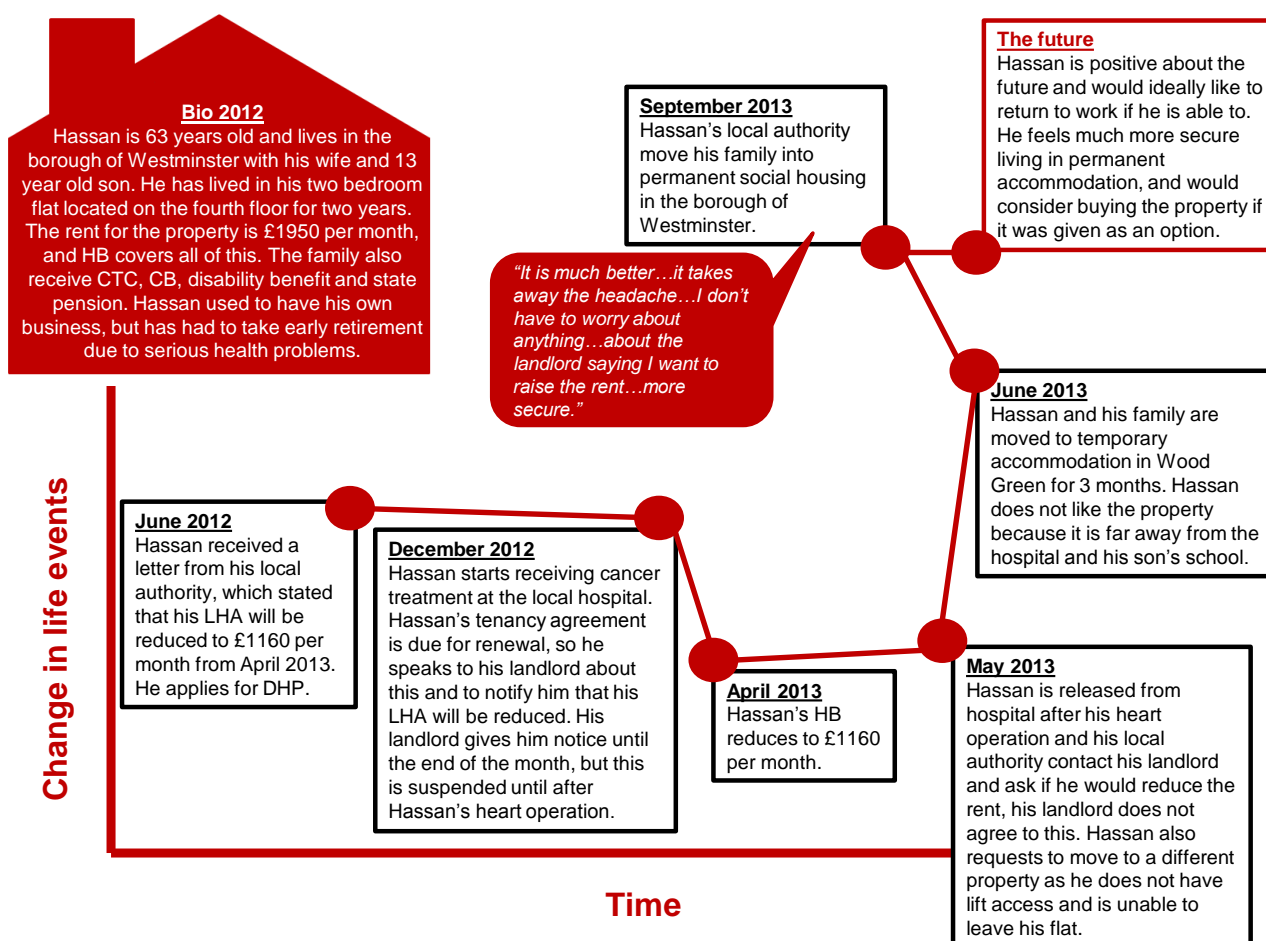 Bio 2012
Hassan is 63 years old and lives in the
borough of Westminster with his wife and 13
year old son. He has lived in his two bedroom
flat located on the fourth floor for two years.
The rent for the property is £1950 per month,
and HB covers all of this. The family also
receive CTC, CB, disability benefit and state
pension. Hassan used to have his own
business, but has had to take early retirement
due to serious health problems.
June 2012
Hassan received a
letter from his local
authority, which stated
that his LHA will be
reduced to £1160 per
month from April 2013.
He applies for DHP.
December 2012
Hassan starts receiving cancer
treatment at the local hospital.
Hassan's tenancy agreement
is due for renewal, so he
speaks to his landlord about
this and to notify him that his
LHA will be reduced. His
landlord gives him notice until
the end of the month, but this
is suspended until after
Hassan's heart operation.
April 2013
Hassan's HB
reduces to £1160
per month.
May 2013
Hassan is released from
hospital after his heart
operation and his local
authority contact his landlord
and ask if he would reduce the
rent, his landlord does not
agree to this. Hassan also
requests to move to a different
property as he does not have
lift access and is unable to
leave his flat.
June 2013
Hassan and his family are
moved to temporary
accommodation in Wood
Green for 3 months. Hassan
does not like the property
because it is far away from the
hospital and his son's school.
September 2013
Hassan's local authority
move his family into
permanent social housing
in the borough of
Westminster.
"It is much better…it takes
away the headache…I don't
have to worry about
anything…about the
landlord saying I want to
raise the rent…more
secure."
The future
Hassan is positive about the
future and would ideally like to
return to work if he is able to.
He feels much more secure
living in permanent
accommodation, and would
consider buying the property if
it was given as an option.
Change in life events
Time